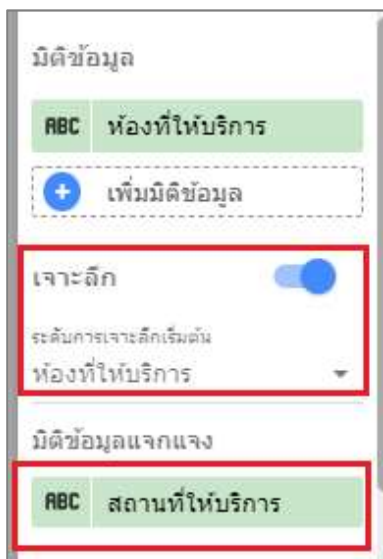 มิติข้อมูล
ABC ห้องที่ให้บริการ
เพิ่มมิติข้อมูล
เจาะลึก
ระดับการเจาะลึกเริ่มต้น
ห้องที่ให้บริการ
มิติข้อมูลแจกแจง
ABC สถานที่ให้บริการ